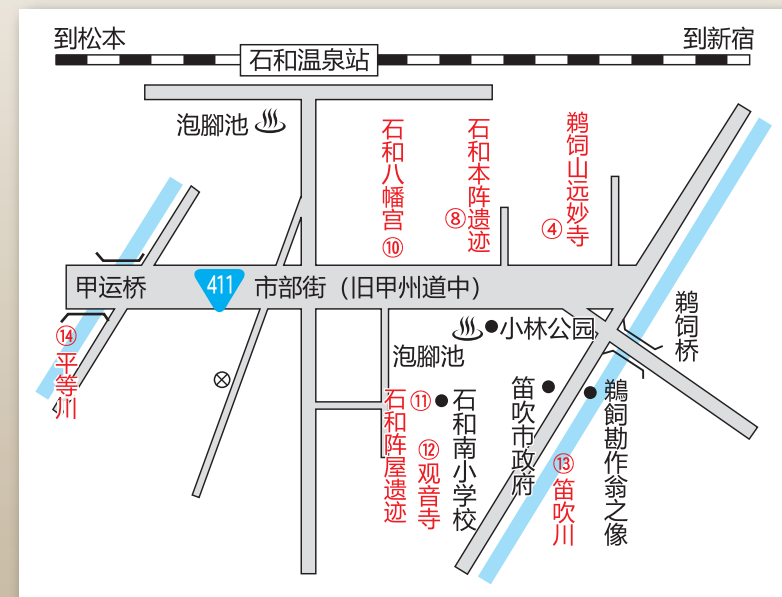 到松本
石和温泉站
到新宿
泡腳池
石和八幡宫 ⑩
石和本阵遗迹
⑧
鹈饲山远妙寺
④
甲运桥
411
市部街（旧甲州道中）
⑭ 平等川
小林公园
鹈饲桥
泡腳池
石和阵屋遗迹
⑪
⑫ 观音寺
石和南小学校
笛吹市政府
⑬ 笛吹川
鵜飼勘作翁之像